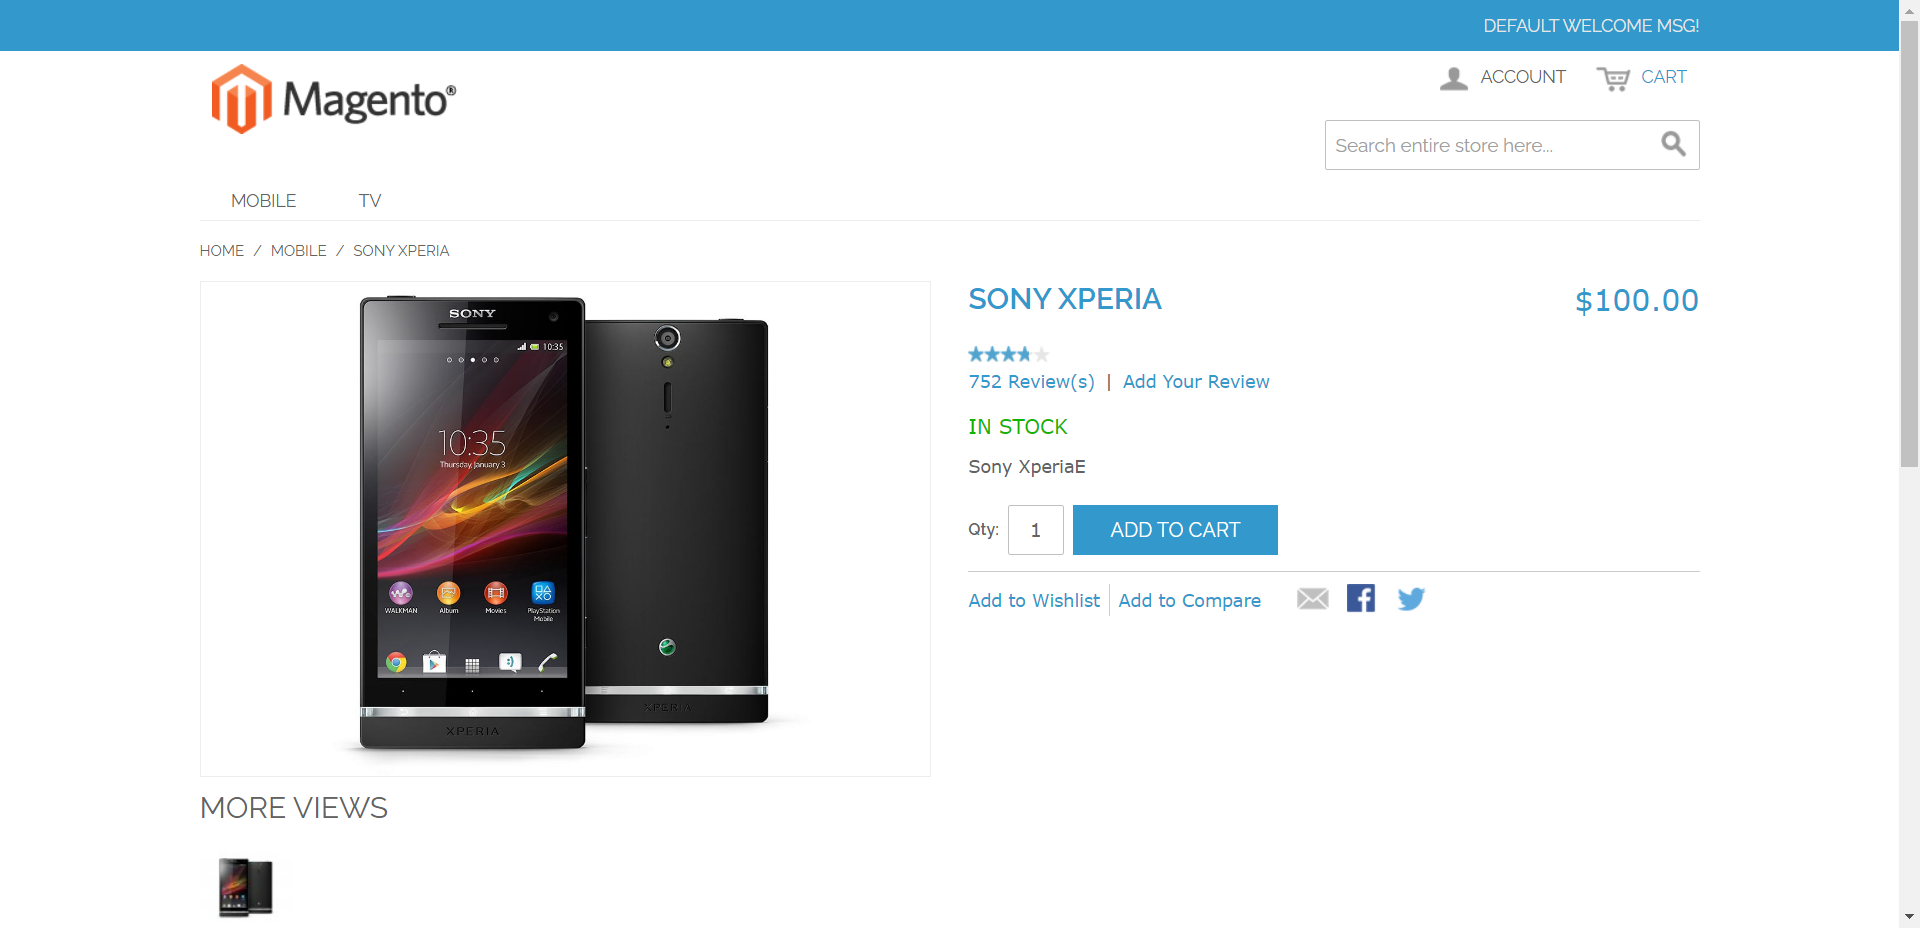 DEFAULT WELCOME MSG!
Magento®
ACCOUNT
CART
Search entire store here...
MOBILE
TV
HOME / MOBILE / SONY XPERIA
SONY
10:35
10:35
Thursday, January 3
WALKMAN
Album
Movies
PlayStation Mobile
XPERIA
XPERIA
SONY XPERIA
$100.00
752 Review(s) | Add Your Review
IN STOCK
Sony XperiaE
Qty: 1 ADD TO CART
Add to Wishlist
Add to Compare
MORE VIEWS